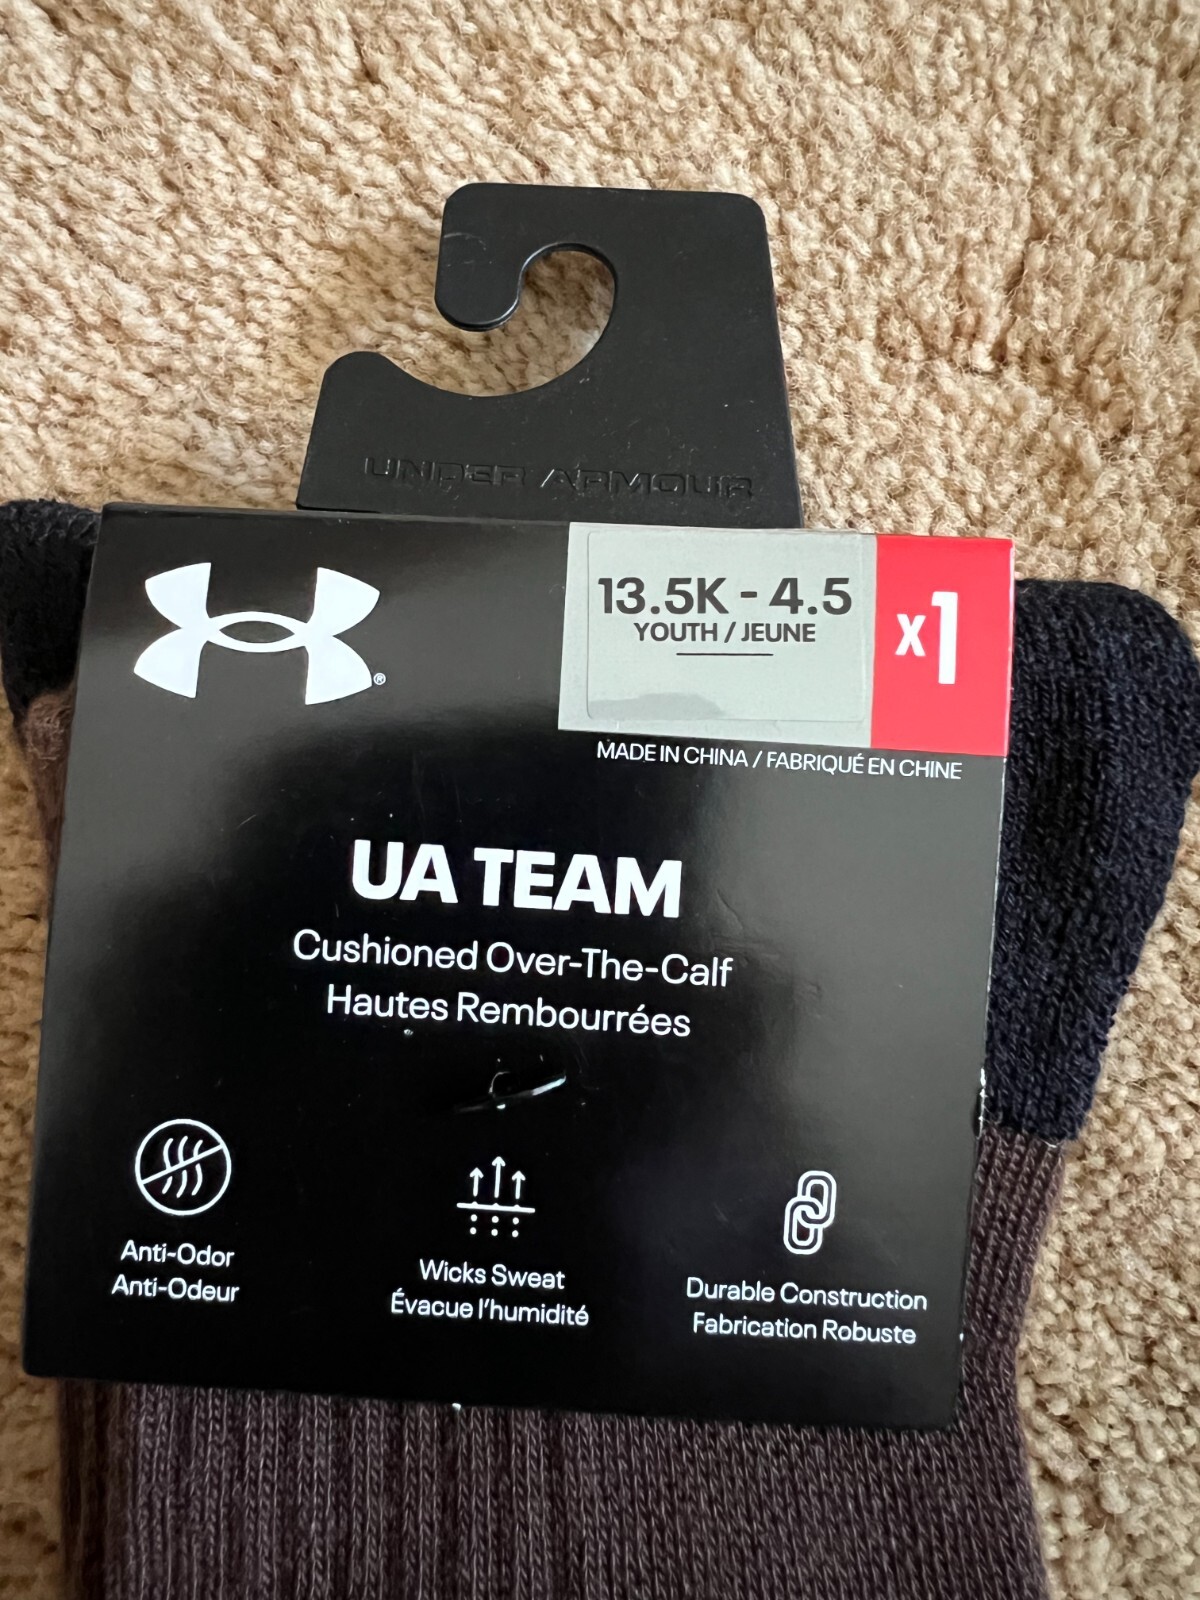 UNDER ARMOUR
13.5K - 4.5
YOUTH / JEUNE
x1
MADE IN CHINA / FABRIQUÉ EN CHINE
®
UA TEAM
Cushioned Over-The-Calf
Hautes Rembourrées
Anti-Odor
Anti-Odeur
Wicks Sweat
Évacue l'humidité
Durable Construction
Fabrication Robuste